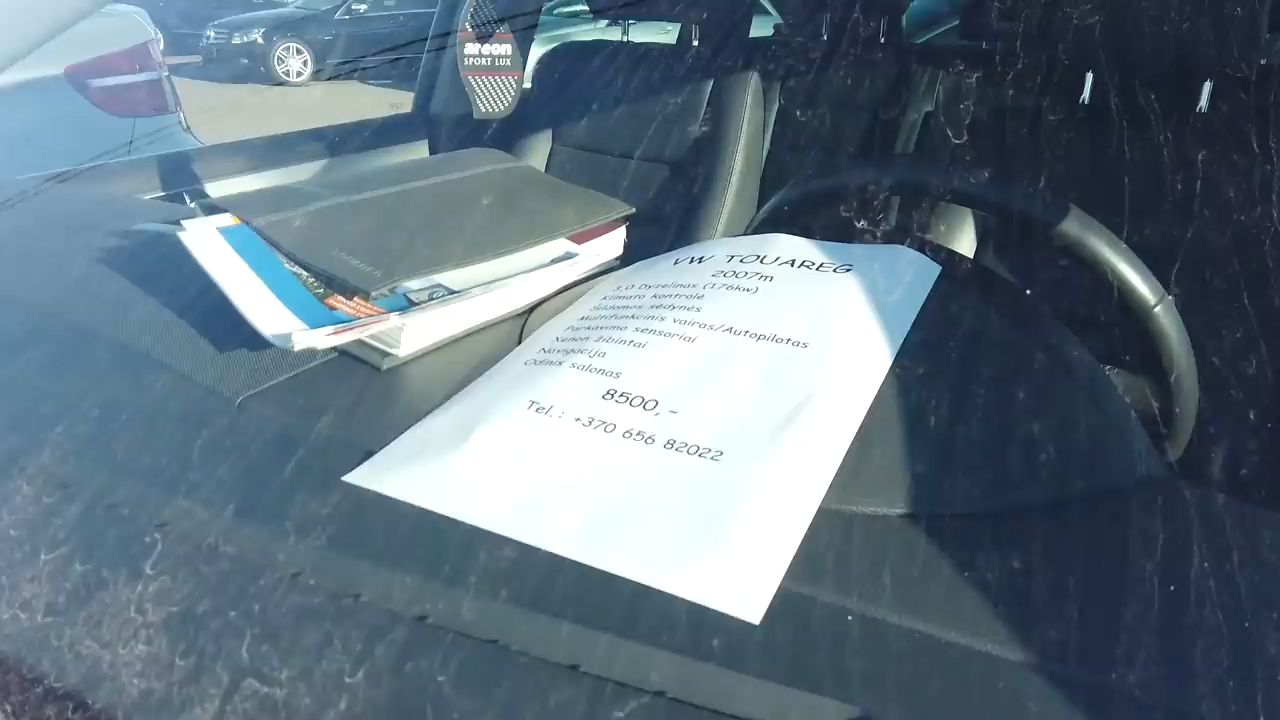 areon
SPORT LUX
VW TOUAREG
2007m
3,0 Dyzelinas (176kw)
Klimato kontrolė
Šildomos sėdynės
Multifunkcinis vairas/Autopilotas
Parkavimo sensoriai
Xenon žibintai
Navigacija
Odinis salonas
8500,-
Tel.: +370 656 82022